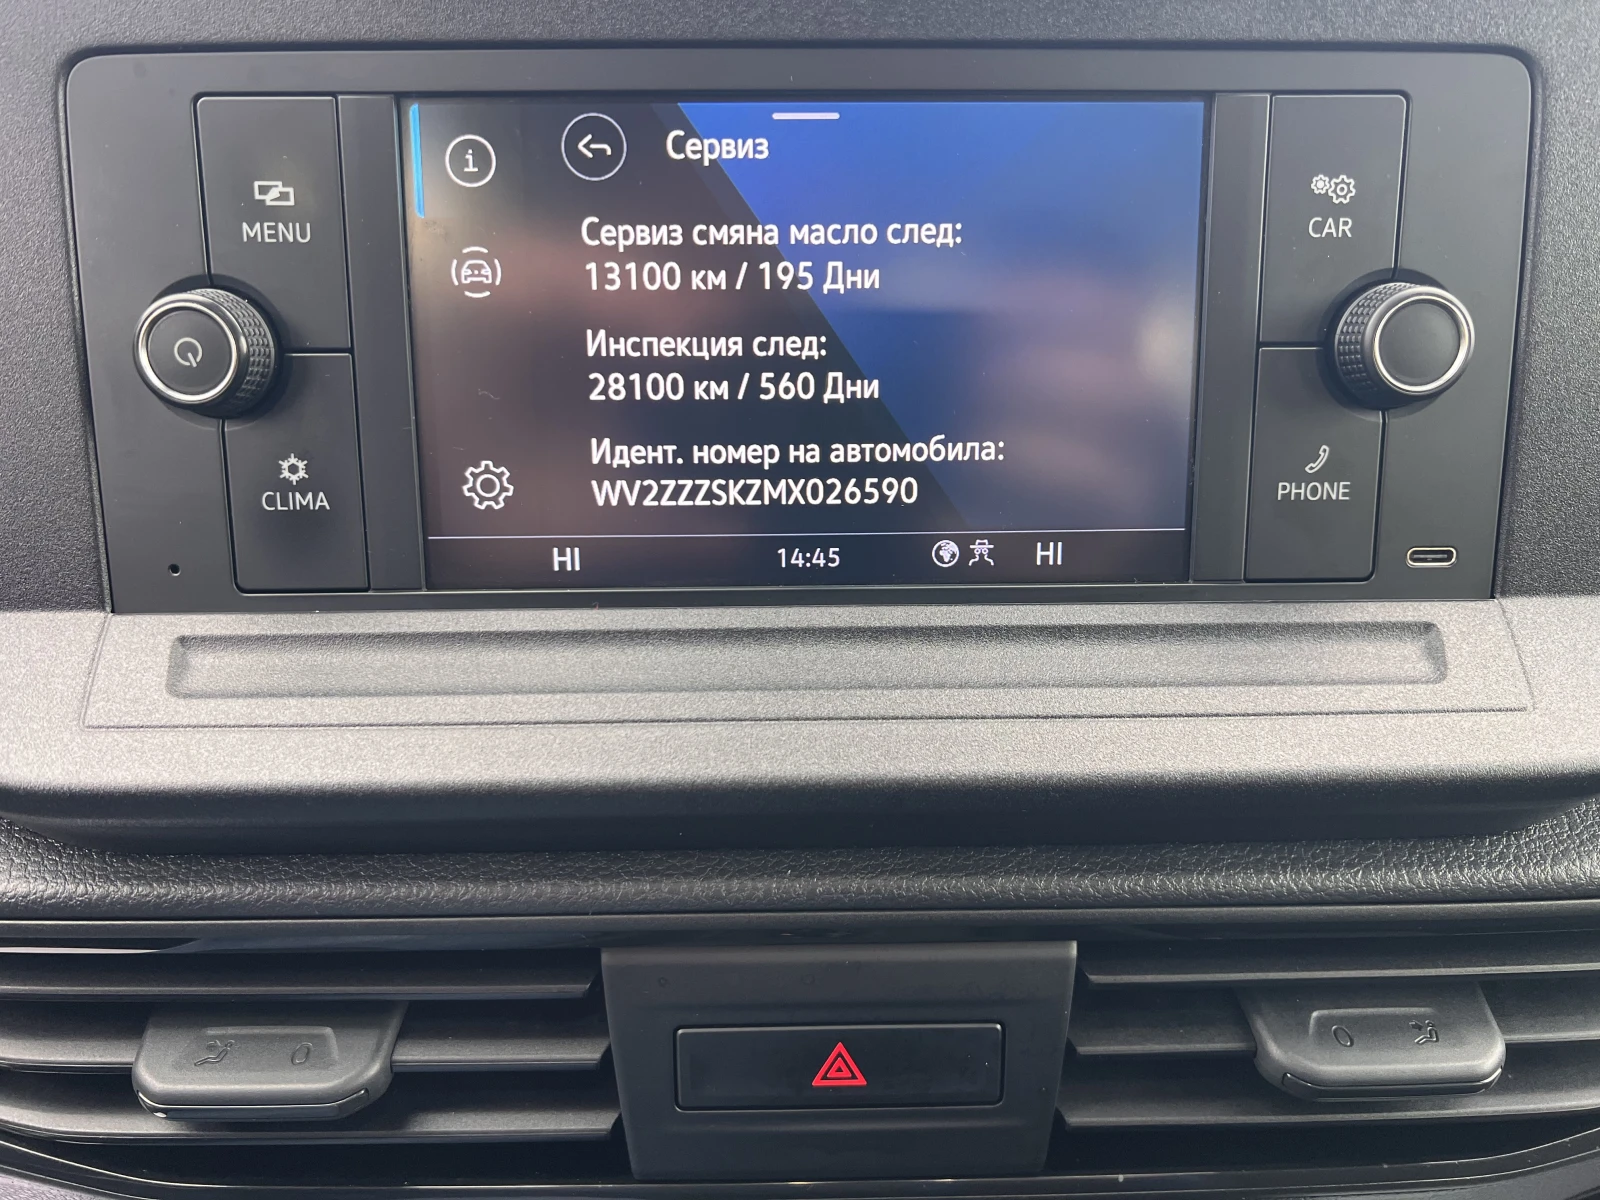 Сервиз
MENU
CAR
Сервиз смяна масло след:
13100 км / 195 Дни
Инспекция след:
28100 км / 560 Дни
Идент. номер на автомобила:
WV2ZZZSKZMX026590
CLIMA
PHONE
HI 14:45 HI